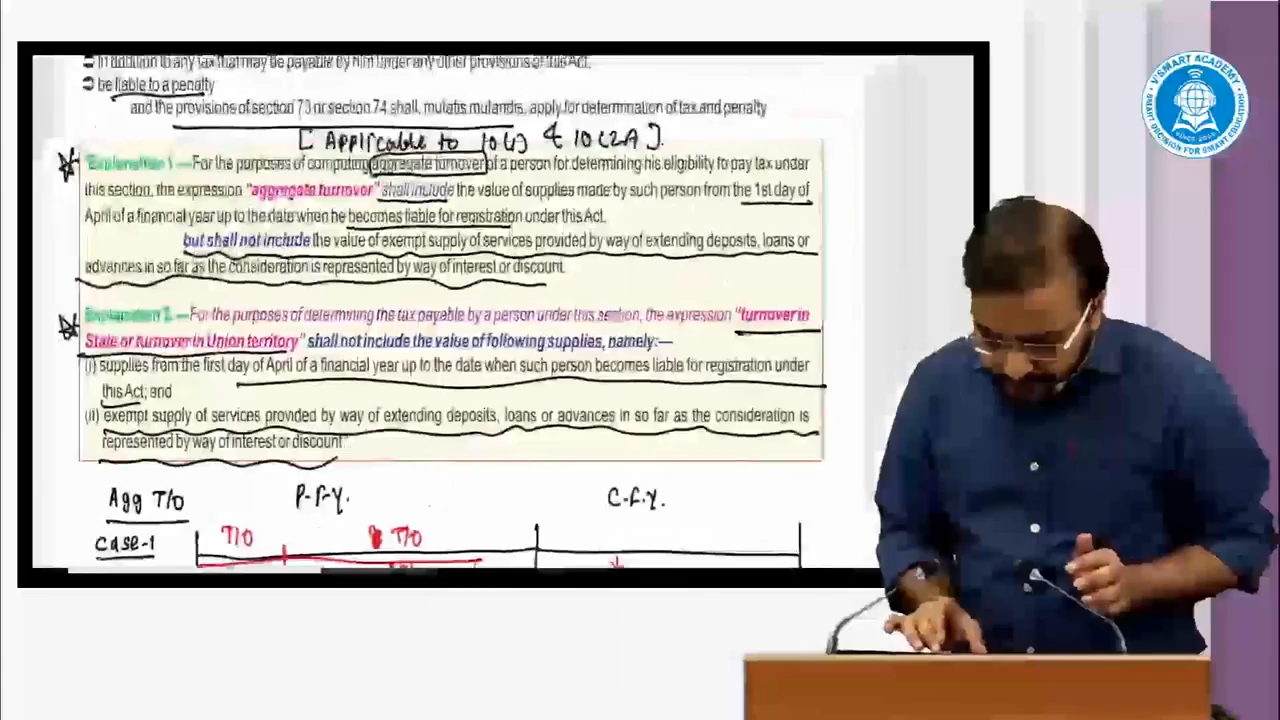 in addition to any tax that may be payable by him under any other provisions of this Act,
be liable to a penalty
and the provisions of section 73 or section 74 shall, mutatis mutandis, apply for determination of tax and penalty
[ Applicable to 10(1) & 10(2A) ].
Explanation 1.—For the purposes of computing aggregate turnover of a person for determining his eligibility to pay tax under
this section, the expression "aggregate turnover" shall include the value of supplies made by such person from the 1st day of
April of a financial year up to the date when he becomes liable for registration under this Act.
but shall not include the value of exempt supply of services provided by way of extending deposits, loans or
advances in so far as the consideration is represented by way of interest or discount.
Explanation 2.—For the purposes of determining the tax payable by a person under this section, the expression "turnover in
State or turnover in Union territory" shall not include the value of following supplies, namely:—
(i) supplies from the first day of April of a financial year up to the date when such person becomes liable for registration under
this Act; and
(ii) exempt supply of services provided by way of extending deposits, loans or advances in so far as the consideration is
represented by way of interest or discount"
Agg T/O P.F.Y. C.F.Y.
Case-1 T/O T/O
V'SMART ACADEMY
SMART DECISION FOR SMART EDUCATION